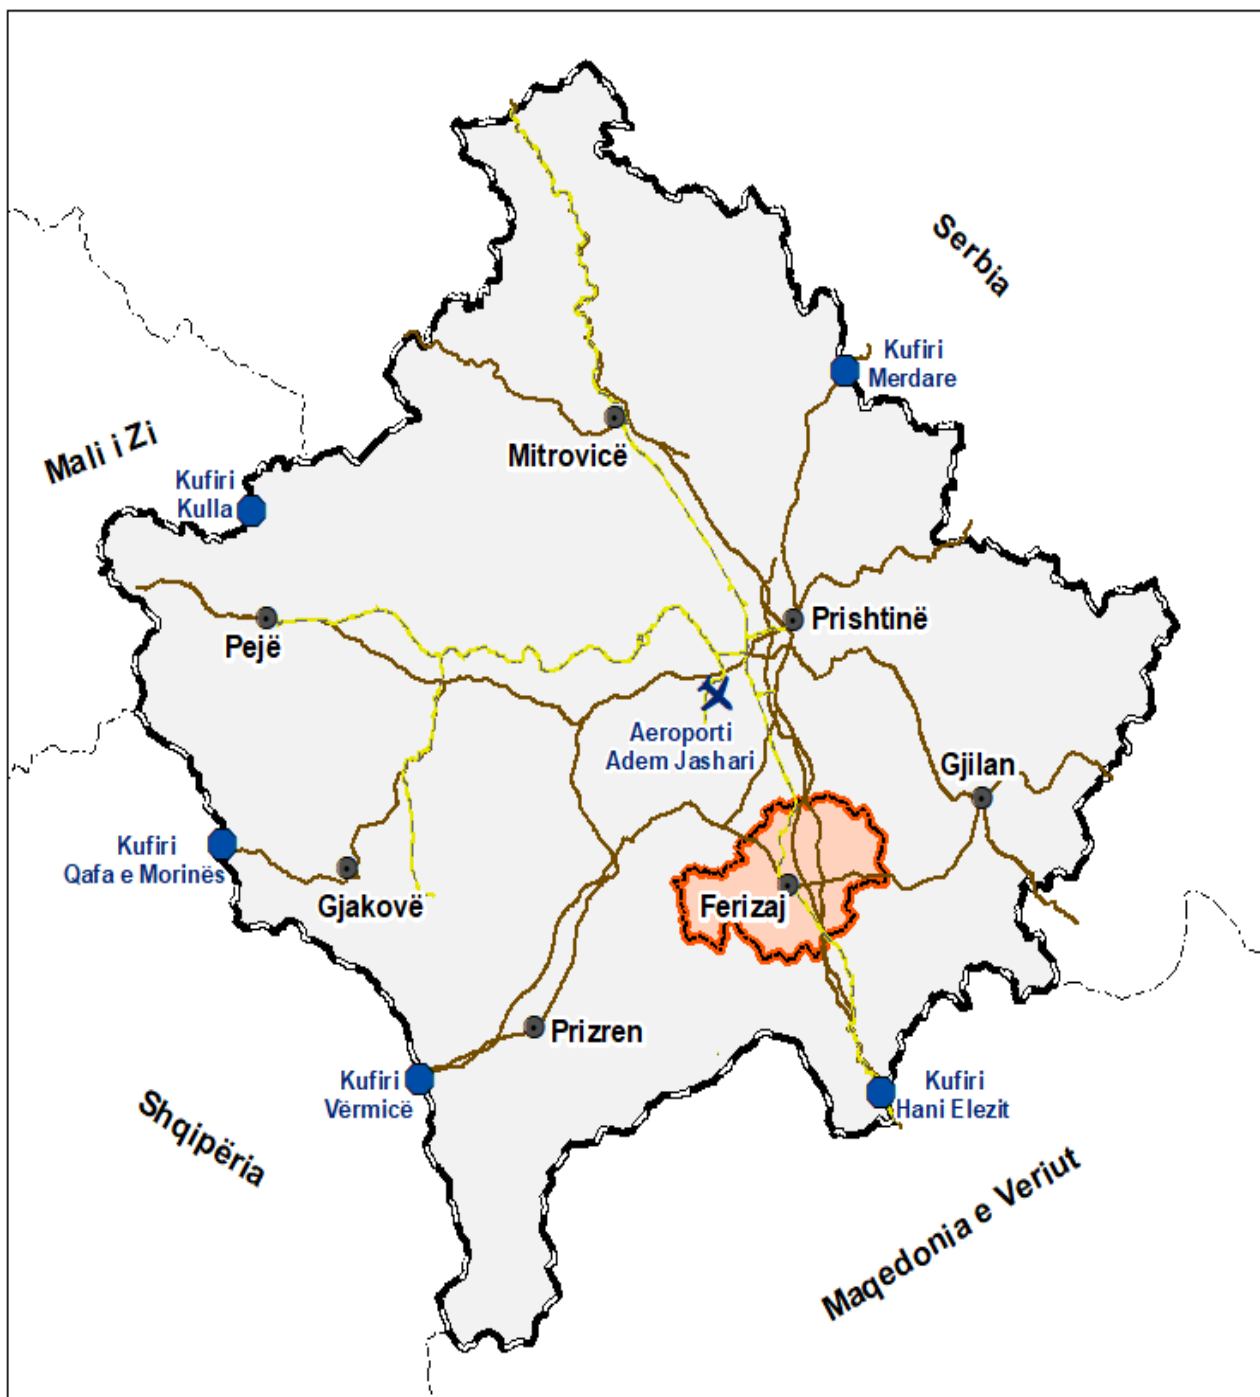 Serbia
Kufiri
Merdare
Mali i Zi
Mitrovicë
Kufiri
Kulla
Prishtinë
Pejë
Aeroporti
Adem Jashari
Gjilan
Kufiri
Qafa e Morinës
Gjakovë
Ferizaj
Prizren
Kufiri
Vërmicë
Kufiri
Hani Elezit
Shqipëria
Maqedonia e Veriut